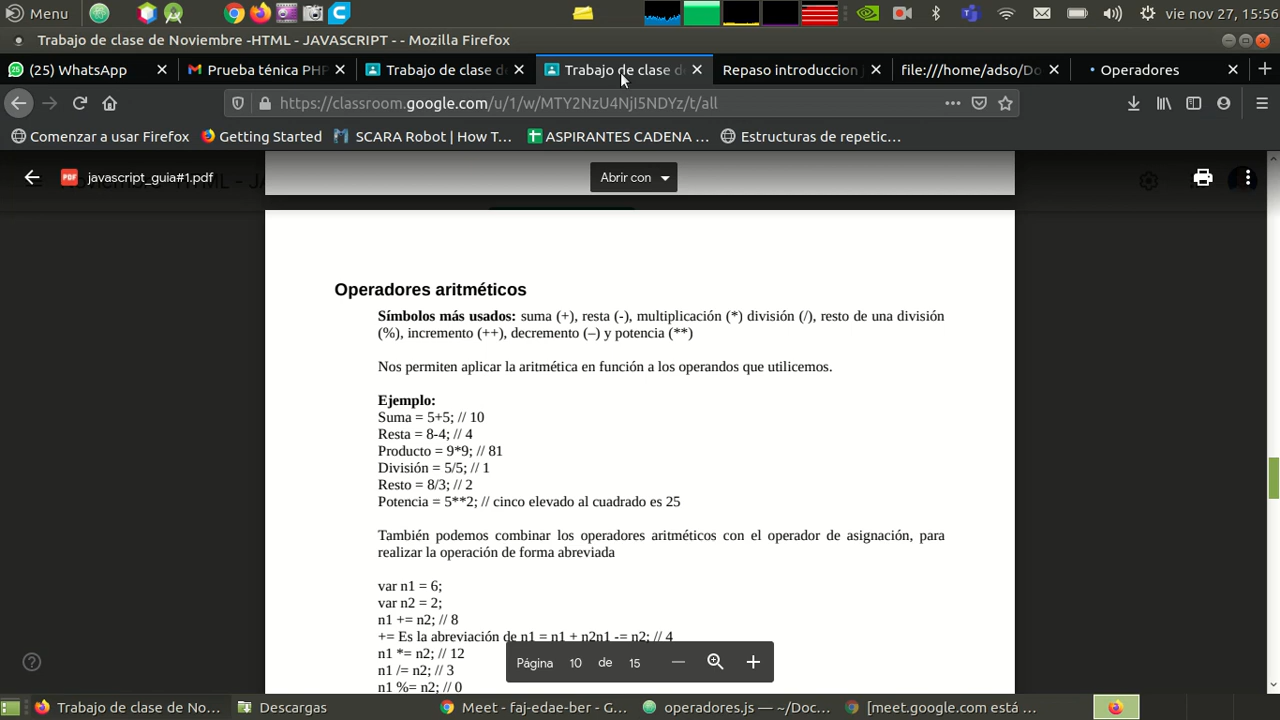 Menu
vie nov 27, 15:56
Trabajo de clase de Noviembre -HTML - JAVASCRIPT - - Mozilla Firefox
(25) WhatsApp
Prueba ténica PHP
Trabajo de clase d
Trabajo de clase d
Repaso introduccion
file:///home/adso/Do
Operadores
https://classroom.google.com/u/1/w/MTY2NzU4NjI5NDYz/t/all
Comenzar a usar Firefox
Getting Started
SCARA Robot | How T...
ASPIRANTES CADENA ...
Estructuras de repetic...
javascript_guia#1.pdf
Abrir con
Operadores aritméticos
Símbolos más usados: suma (+), resta (-), multiplicación (*) división (/), resto de una división
(%), incremento (++), decremento (–) y potencia (**)
Nos permiten aplicar la aritmética en función a los operandos que utilicemos.
Ejemplo:
Suma = 5+5; // 10
Resta = 8-4; // 4
Producto = 9*9; // 81
División = 5/5; // 1
Resto = 8/3; // 2
Potencia = 5**2; // cinco elevado al cuadrado es 25
También podemos combinar los operadores aritméticos con el operador de asignación, para
realizar la operación de forma abreviada
var n1 = 6;
var n2 = 2;
n1 += n2; // 8
+= Es la abreviación de n1 = n1 + n2n1 -= n2; // 4
n1 *= n2; // 12
n1 /= n2; // 3
n1 %= n2; // 0
Página 10 de 15
Trabajo de clase de No...
Descargas
Meet - faj-edae-ber - G...
operadores.js — ~/Doc...
[meet.google.com está ...